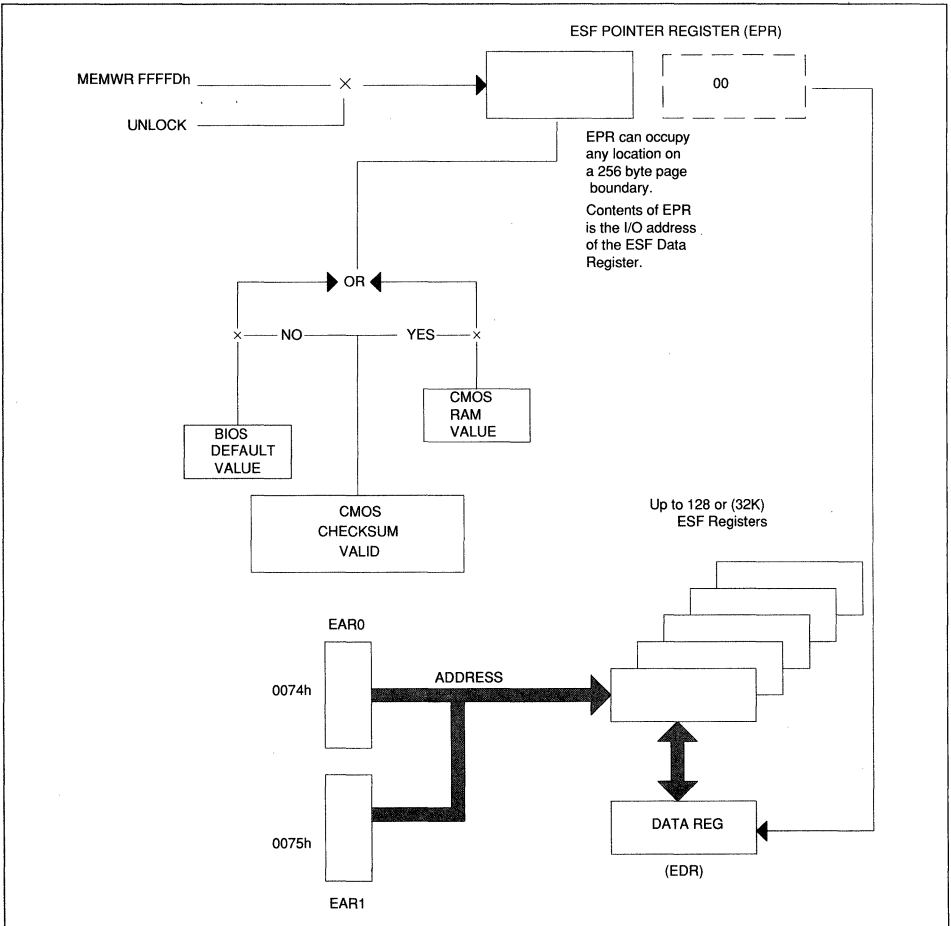 ESF POINTER REGISTER (EPR)
MEMWR FFFFDh
×
00
UNLOCK
EPR can occupy
any location on
a 256 byte page
boundary.
Contents of EPR
is the I/O address
of the ESF Data
Register.
OR
× NO YES ×
CMOS
RAM
VALUE
BIOS
DEFAULT
VALUE
CMOS
CHECKSUM
VALID
Up to 128 or (32K)
ESF Registers
EAR0
0074h
ADDRESS
0075h
EAR1
DATA REG
(EDR)